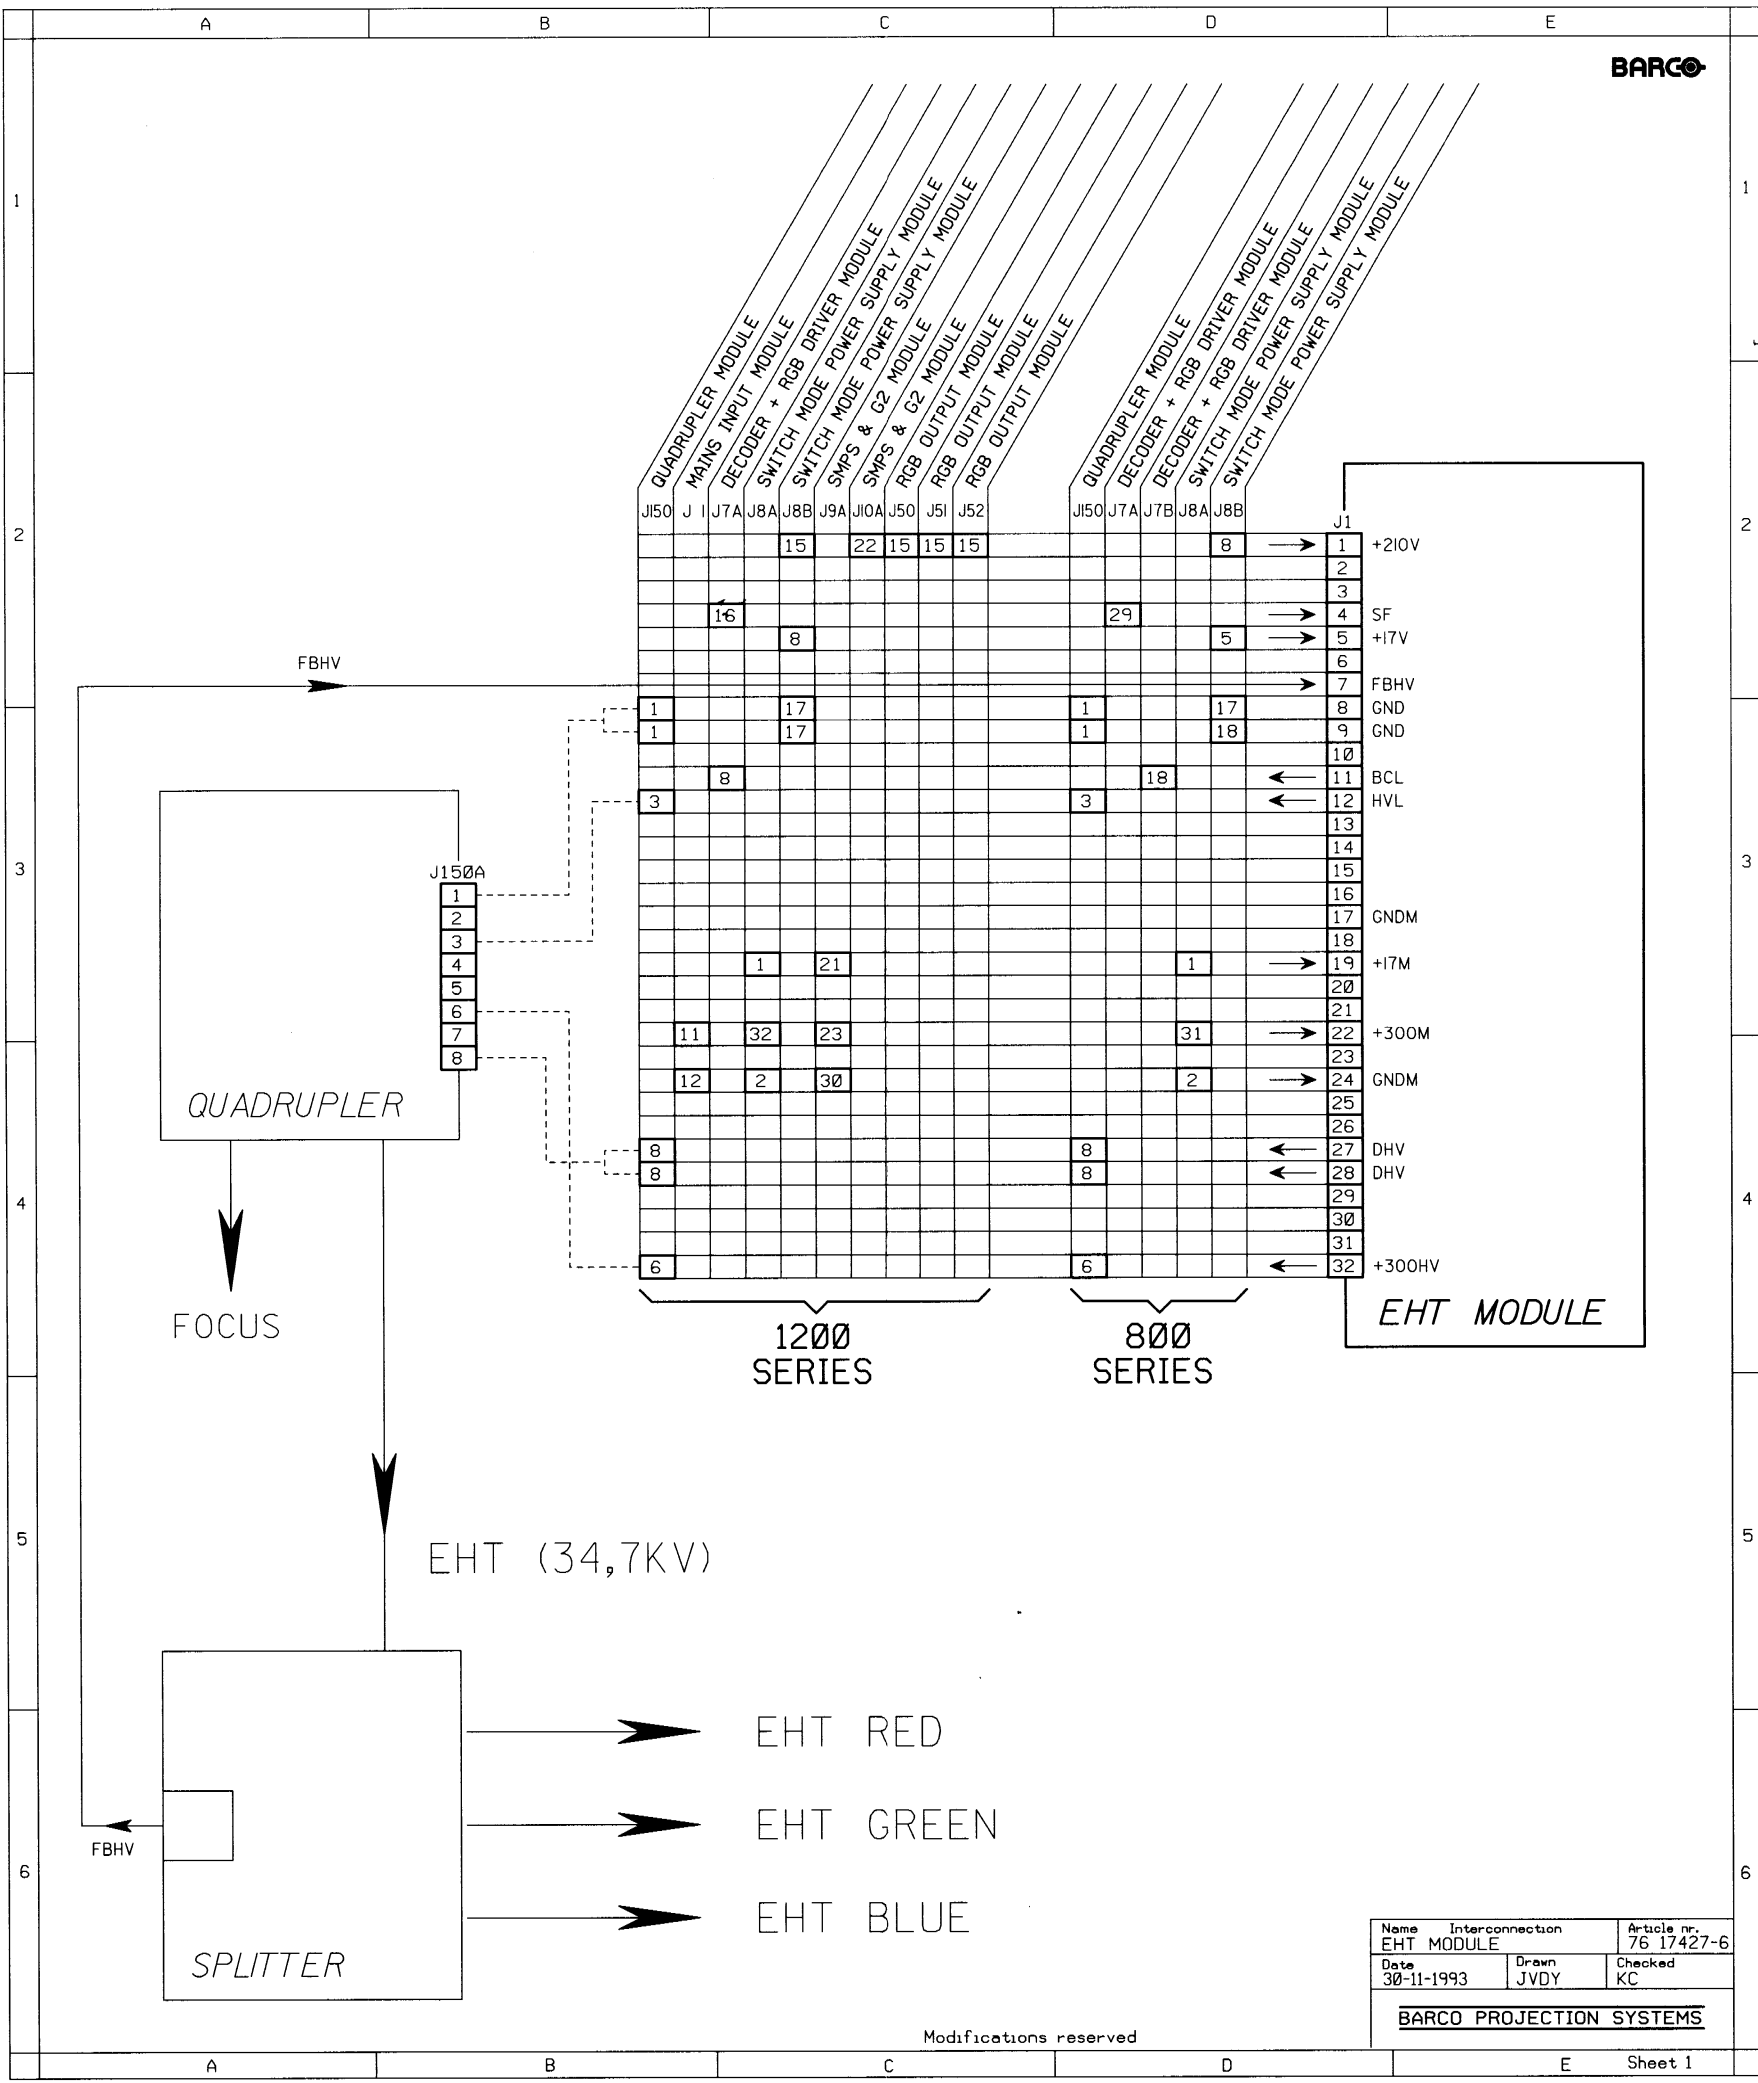 A B C D E
BARCO
1 1
QUADRUPLER MODULE
MAINS INPUT MODULE
DECODER + RGB DRIVER MODULE
SWITCH MODE POWER SUPPLY MODULE
SWITCH MODE POWER SUPPLY MODULE
SMPS & G2 MODULE
SMPS & G2 MODULE
RGB OUTPUT MODULE
RGB OUTPUT MODULE
RGB OUTPUT MODULE
QUADRUPLER MODULE
DECODER + RGB DRIVER MODULE
DECODER + RGB DRIVER MODULE
SWITCH MODE POWER SUPPLY MODULE
SWITCH MODE POWER SUPPLY MODULE
J150 J 1 J7A J8A J8B J9A J10A J50 J51 J52 J150 J7A J7B J8A J8B J1
2 2
15 22 15 15 15 8 1 +210V
2
3
16 29 4 SF
8 5 5 +17V
6
FBHV 7 FBHV
1 17 1 17 8 GND
1 17 1 18 9 GND
10
8 18 11 BCL
3 3 12 HVL
13
14
3 15 3
16
17 GNDM
18
1 21 1 19 +17M
20
21
11 32 23 31 22 +300M
23
12 2 30 2 24 GNDM
25
26
8 8 27 DHV
8 8 28 DHV
29
30
31
6 6 32 +300HV
J150A
1
2
3
4
5
6
7
8
QUADRUPLER
4 4
FOCUS
1200
SERIES
800
SERIES
EHT MODULE
5 5
EHT (34,7KV)
EHT RED
EHT GREEN
FBHV
6 6
EHT BLUE
SPLITTER
Name Interconnection Article nr.
EHT MODULE 76 17427-6
Date Drawn Checked
30-11-1993 JVDY KC
BARCO PROJECTION SYSTEMS
Modifications reserved
A B C D E Sheet 1